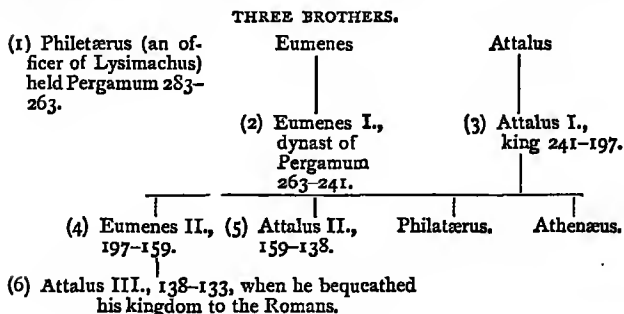 THREE BROTHERS.
(1) Philetærus (an of-
ficer of Lysimachus)
held Pergamum 283–
263.
Eumenes
Attalus
(2) Eumenes I.,
dynast of
Pergamum
263–241.
(3) Attalus I.,
king 241–197.
(4) Eumenes II.,
197–159.
(5) Attalus II.,
159–138.
Philatærus.
Athenæus.
(6) Attalus III., 138–133, when he bequeathed
his kingdom to the Romans.